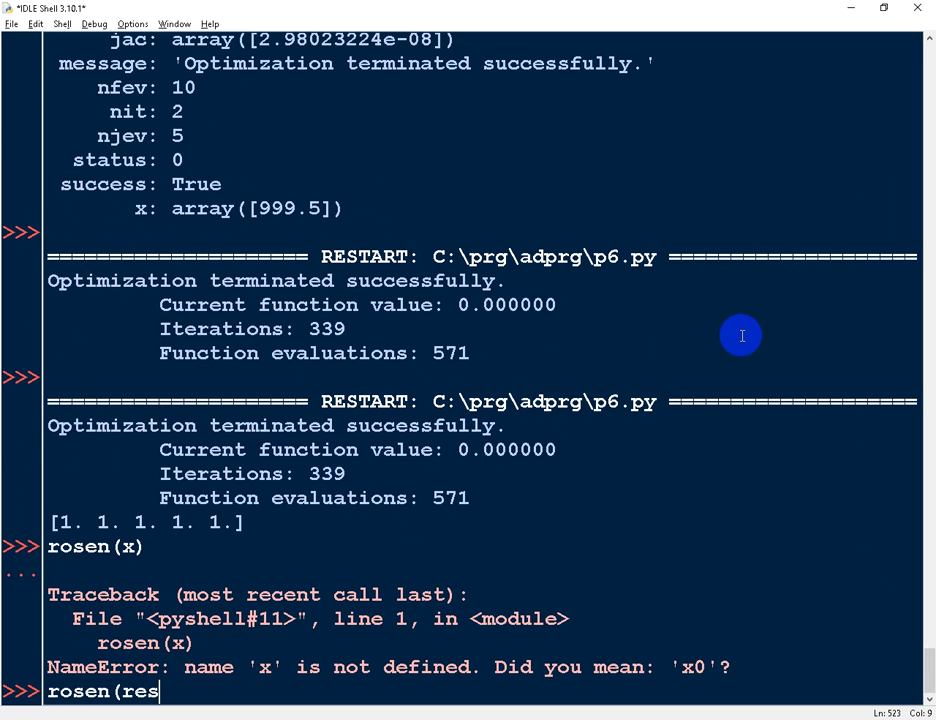 *IDLE Shell 3.10.1*
File Edit Shell Debug Options Window Help
jac: array([2.98023224e-08])
message: 'Optimization terminated successfully.'
nfev: 10
nit: 2
njev: 5
status: 0
success: True
x: array([999.5])
>>>
===================== RESTART: C:\prg\adprg\p6.py ====================
Optimization terminated successfully.
Current function value: 0.000000
Iterations: 339
Function evaluations: 571
>>>
===================== RESTART: C:\prg\adprg\p6.py ====================
Optimization terminated successfully.
Current function value: 0.000000
Iterations: 339
Function evaluations: 571
[1. 1. 1. 1. 1.]
>>> rosen(x)
...
Traceback (most recent call last):
File "<pyshell#11>", line 1, in <module>
rosen(x)
NameError: name 'x' is not defined. Did you mean: 'x0'?
>>> rosen(res
Ln: 523 Col: 9